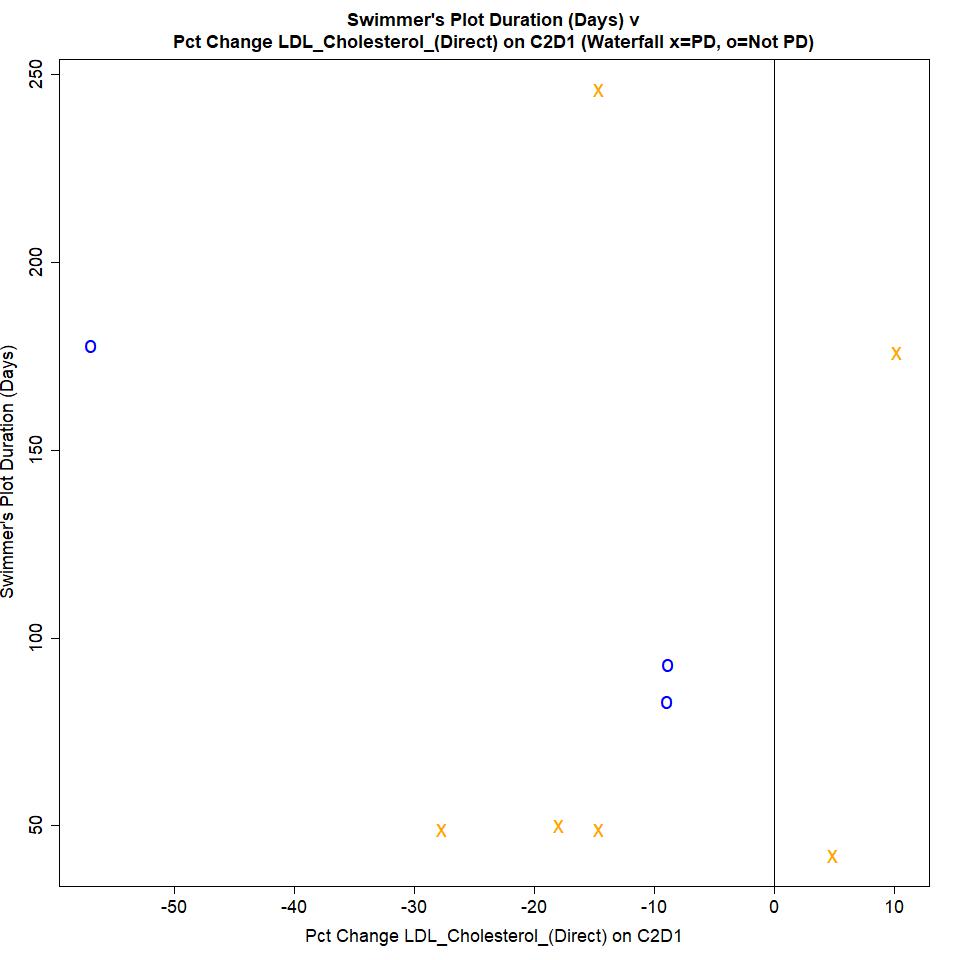 Swimmer's Plot Duration (Days) v
Pct Change LDL_Cholesterol_(Direct) on C2D1 (Waterfall x=PD, o=Not PD)
Swimmer's Plot Duration (Days)
250
200
150
100
50
X
X
O
O
O
X
X
X
X
-50 -40 -30 -20 -10 0 10
Pct Change LDL_Cholesterol_(Direct) on C2D1